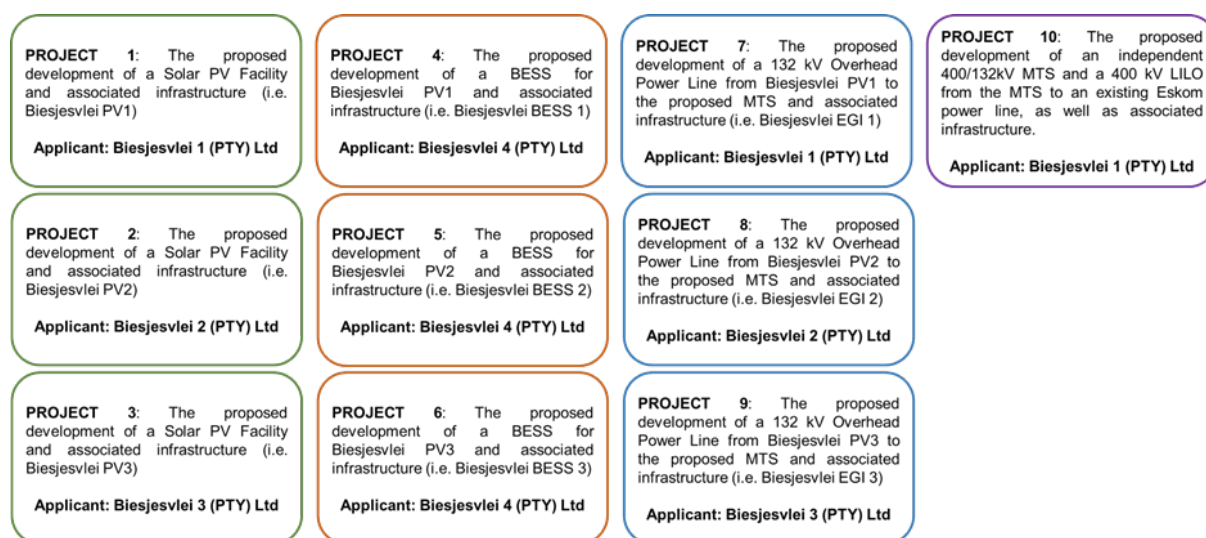 PROJECT 1: The proposed
development of a Solar PV Facility
and associated infrastructure (i.e.
Biesjesvlei PV1)
Applicant: Biesjesvlei 1 (PTY) Ltd
PROJECT 4: The proposed
development of a BESS for
Biesjesvlei PV1 and associated
infrastructure (i.e. Biesjesvlei BESS 1)
Applicant: Biesjesvlei 4 (PTY) Ltd
PROJECT 7: The proposed
development of a 132 kV Overhead
Power Line from Biesjesvlei PV1 to
the proposed MTS and associated
infrastructure (i.e. Biesjesvlei EGI 1)
Applicant: Biesjesvlei 1 (PTY) Ltd
PROJECT 10: The proposed
development of an independent
400/132kV MTS and a 400 kV LILO
from the MTS to an existing Eskom
power line, as well as associated
infrastructure.
Applicant: Biesjesvlei 1 (PTY) Ltd
PROJECT 2: The proposed
development of a Solar PV Facility
and associated infrastructure (i.e.
Biesjesvlei PV2)
Applicant: Biesjesvlei 2 (PTY) Ltd
PROJECT 5: The proposed
development of a BESS for
Biesjesvlei PV2 and associated
infrastructure (i.e. Biesjesvlei BESS 2)
Applicant: Biesjesvlei 4 (PTY) Ltd
PROJECT 8: The proposed
development of a 132 kV Overhead
Power Line from Biesjesvlei PV2 to
the proposed MTS and associated
infrastructure (i.e. Biesjesvlei EGI 2)
Applicant: Biesjesvlei 2 (PTY) Ltd
PROJECT 3: The proposed
development of a Solar PV Facility
and associated infrastructure (i.e.
Biesjesvlei PV3)
Applicant: Biesjesvlei 3 (PTY) Ltd
PROJECT 6: The proposed
development of a BESS for
Biesjesvlei PV3 and associated
infrastructure (i.e. Biesjesvlei BESS 3)
Applicant: Biesjesvlei 4 (PTY) Ltd
PROJECT 9: The proposed
development of a 132 kV Overhead
Power Line from Biesjesvlei PV3 to
the proposed MTS and associated
infrastructure (i.e. Biesjesvlei EGI 3)
Applicant: Biesjesvlei 3 (PTY) Ltd